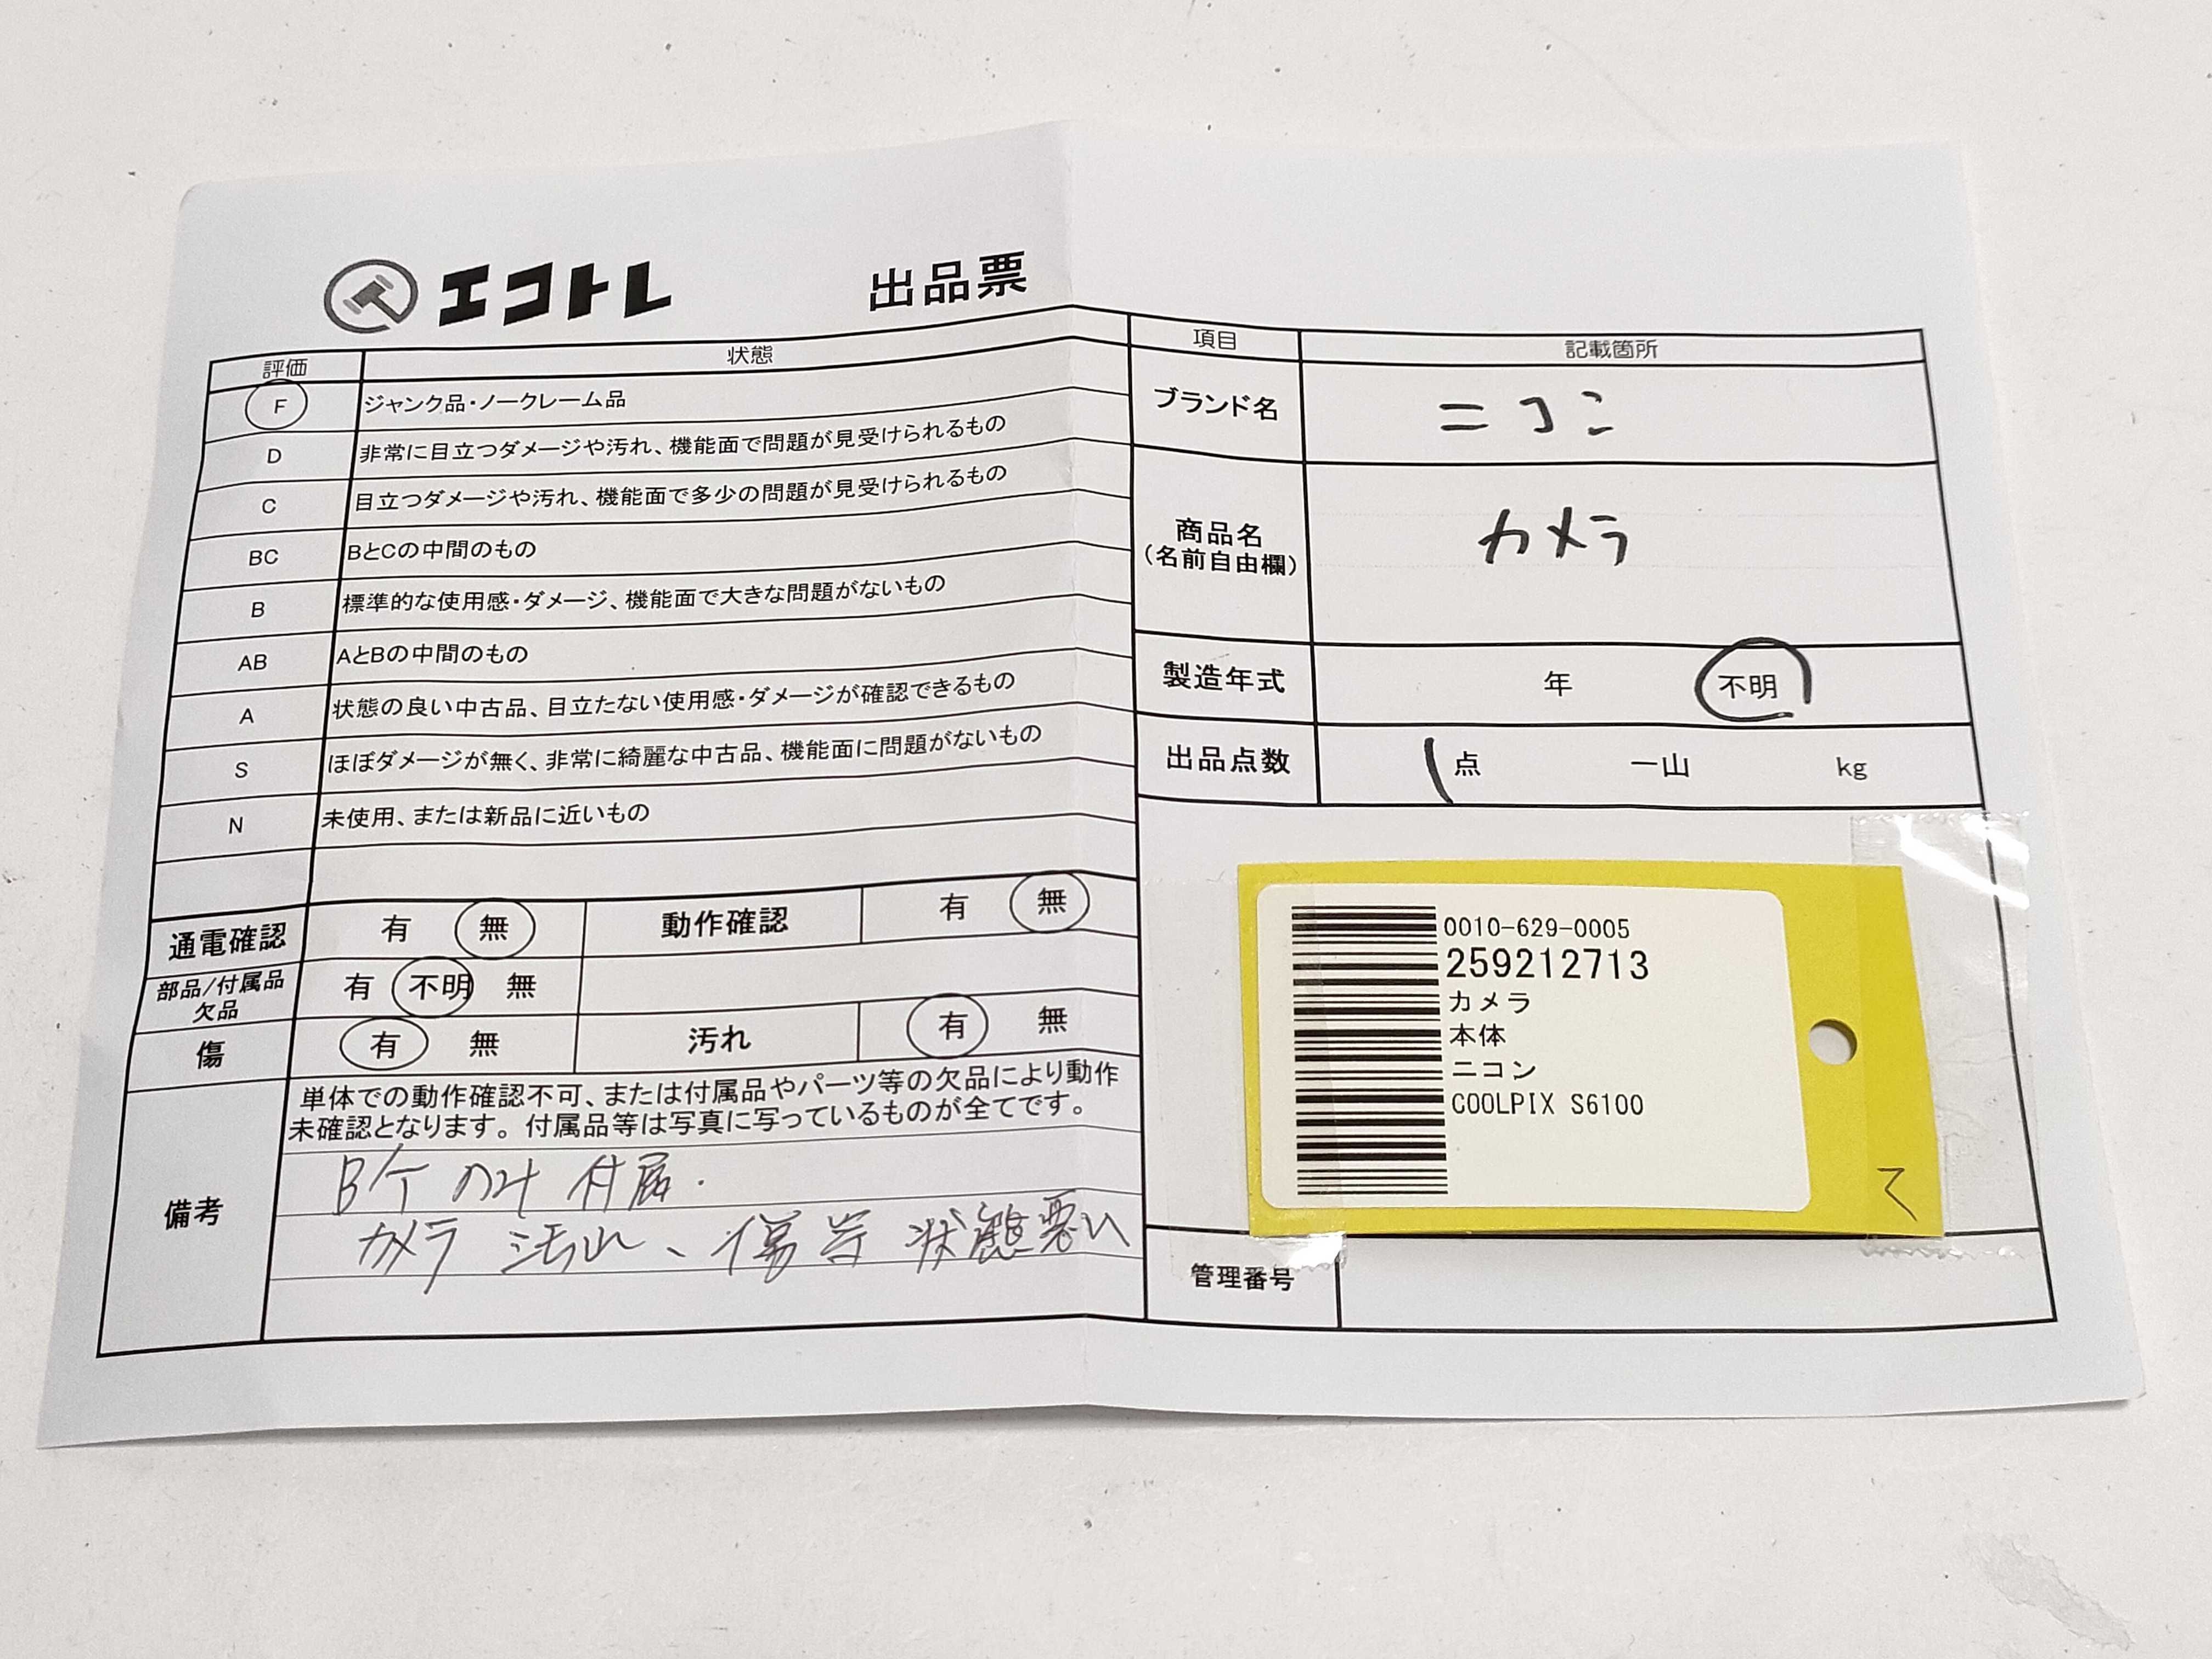 エコトレ 出品票
評価 状態
F ジャンク品・ノークレーム品
D 非常に目立つダメージや汚れ、機能面で問題が見受けられるもの
C 目立つダメージや汚れ、機能面で多少の問題が見受けられるもの
BC BとCの中間のもの
B 標準的な使用感・ダメージ、機能面で大きな問題がないもの
AB AとBの中間のもの
A 状態の良い中古品、目立たない使用感・ダメージが確認できるもの
S ほぼダメージが無く、非常に綺麗な中古品、機能面に問題がないもの
N 未使用、または新品に近いもの
通電確認 有 無 動作確認 有 無
部品/付属品
欠品 有 不明 無
傷 有 無 汚れ 有 無
備考
単体での動作確認不可、または付属品やパーツ等の欠品により動作
未確認となります。付属品等は写真に写っているものが全てです。
B/T のみ 付属.
カメラ 汚れ、傷等 状態悪い
項目 記載箇所
ブランド名 ニコン
商品名
(名前自由欄) カメラ
製造年式 年 不明
出品点数 1点 一山 kg
0010-629-0005
259212713
カメラ
本体
ニコン
COOLPIX S6100
管理番号